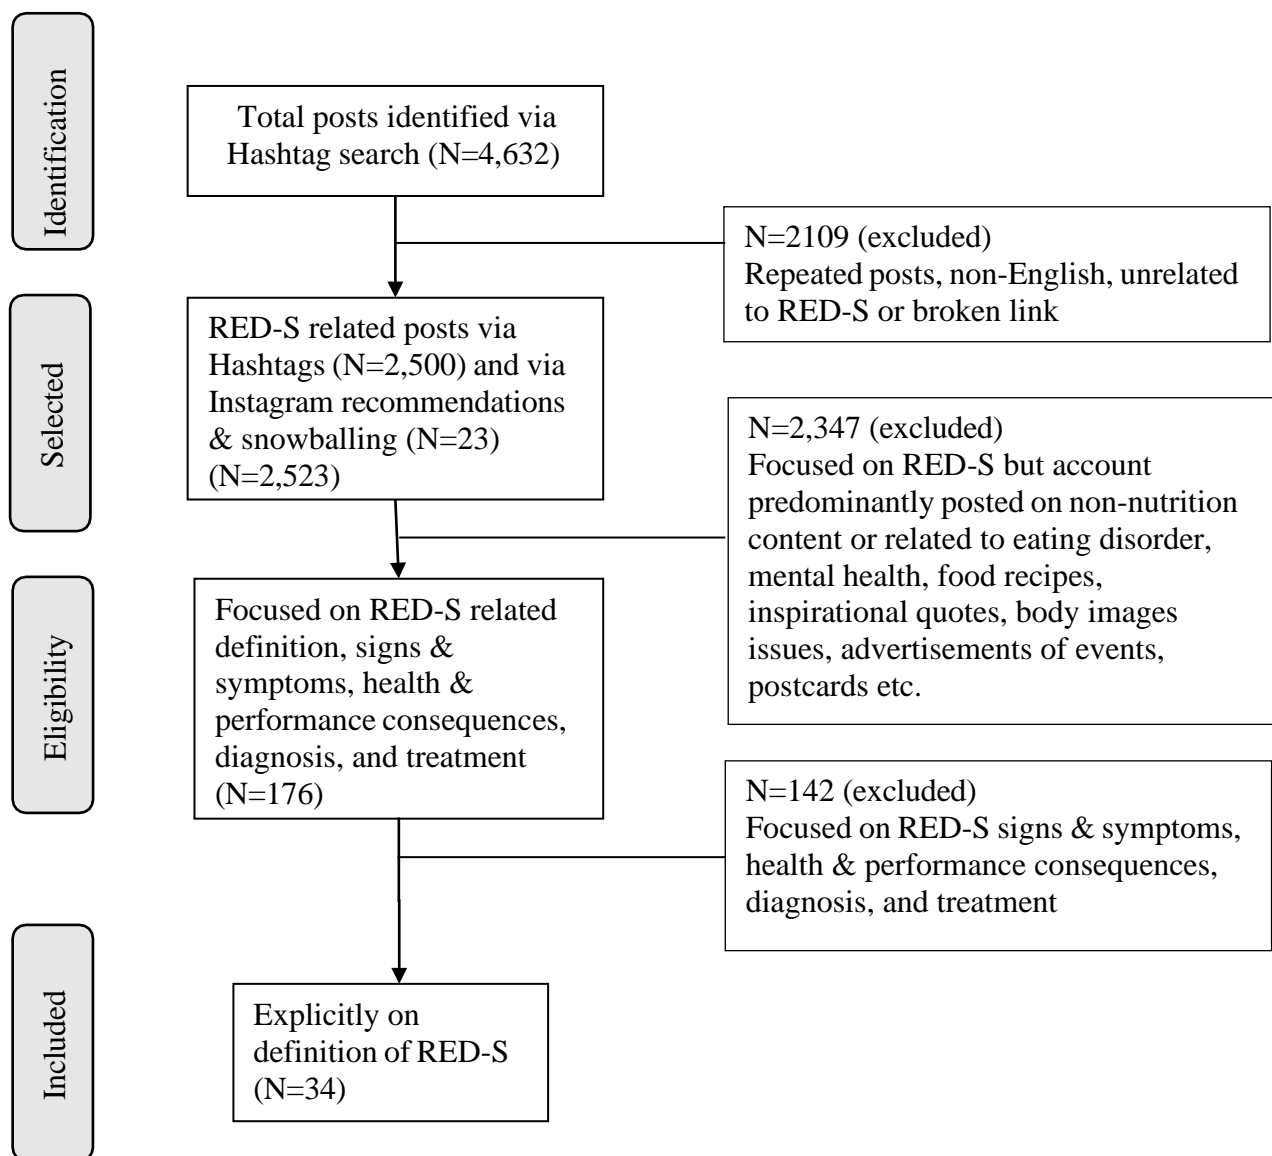 Identification
Total posts identified via
Hashtag search (N=4,632)
N=2109 (excluded)
Repeated posts, non-English, unrelated
to RED-S or broken link
Selected
RED-S related posts via
Hashtags (N=2,500) and via
Instagram recommendations
& snowballing (N=23)
(N=2,523)
N=2,347 (excluded)
Focused on RED-S but account
predominantly posted on non-nutrition
content or related to eating disorder,
mental health, food recipes,
inspirational quotes, body images
issues, advertisements of events,
postcards etc.
Eligibility
Focused on RED-S related
definition, signs &
symptoms, health &
performance consequences,
diagnosis, and treatment
(N=176)
N=142 (excluded)
Focused on RED-S signs & symptoms,
health & performance consequences,
diagnosis, and treatment
Included
Explicitly on
definition of RED-S
(N=34)